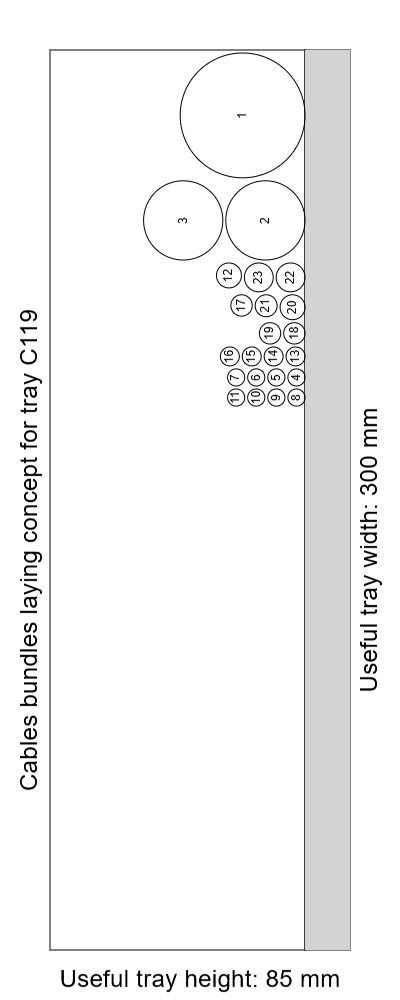 Cables bundles laying concept for tray C119
1
3 2
12 23 22
17 21 20
19 18
16 15 14 13
7 6 5 4
11 10 9 8
Useful tray width: 300 mm
Useful tray height: 85 mm